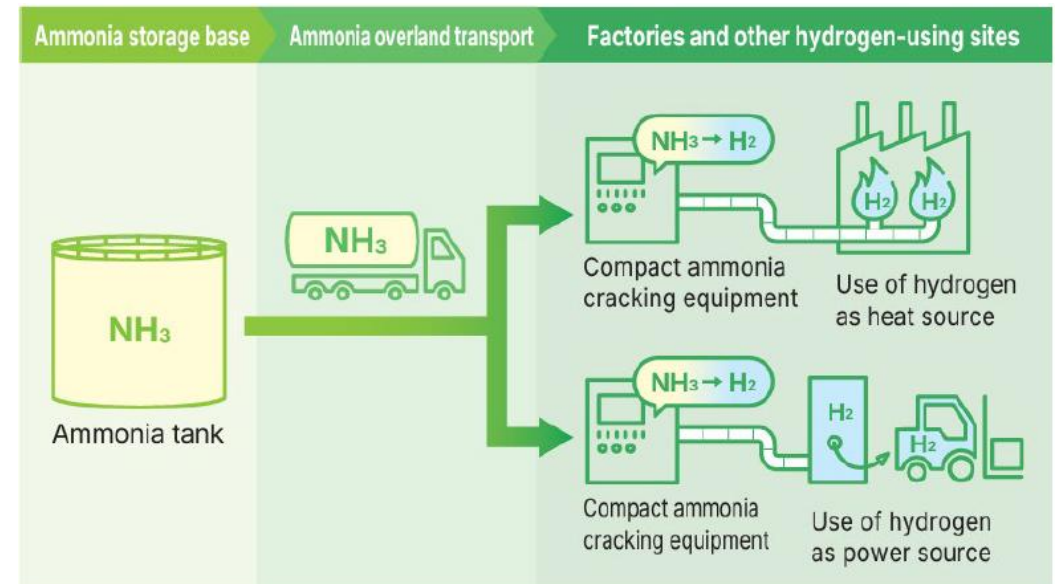 Ammonia storage base
Ammonia overland transport
Factories and other hydrogen-using sites
NH₃
Ammonia tank
NH₃
NH₃→ H₂
Compact ammonia
cracking equipment
H₂ H₂
Use of hydrogen
as heat source
NH₃→ H₂
Compact ammonia
cracking equipment
H₂
H₂
Use of hydrogen
as power source